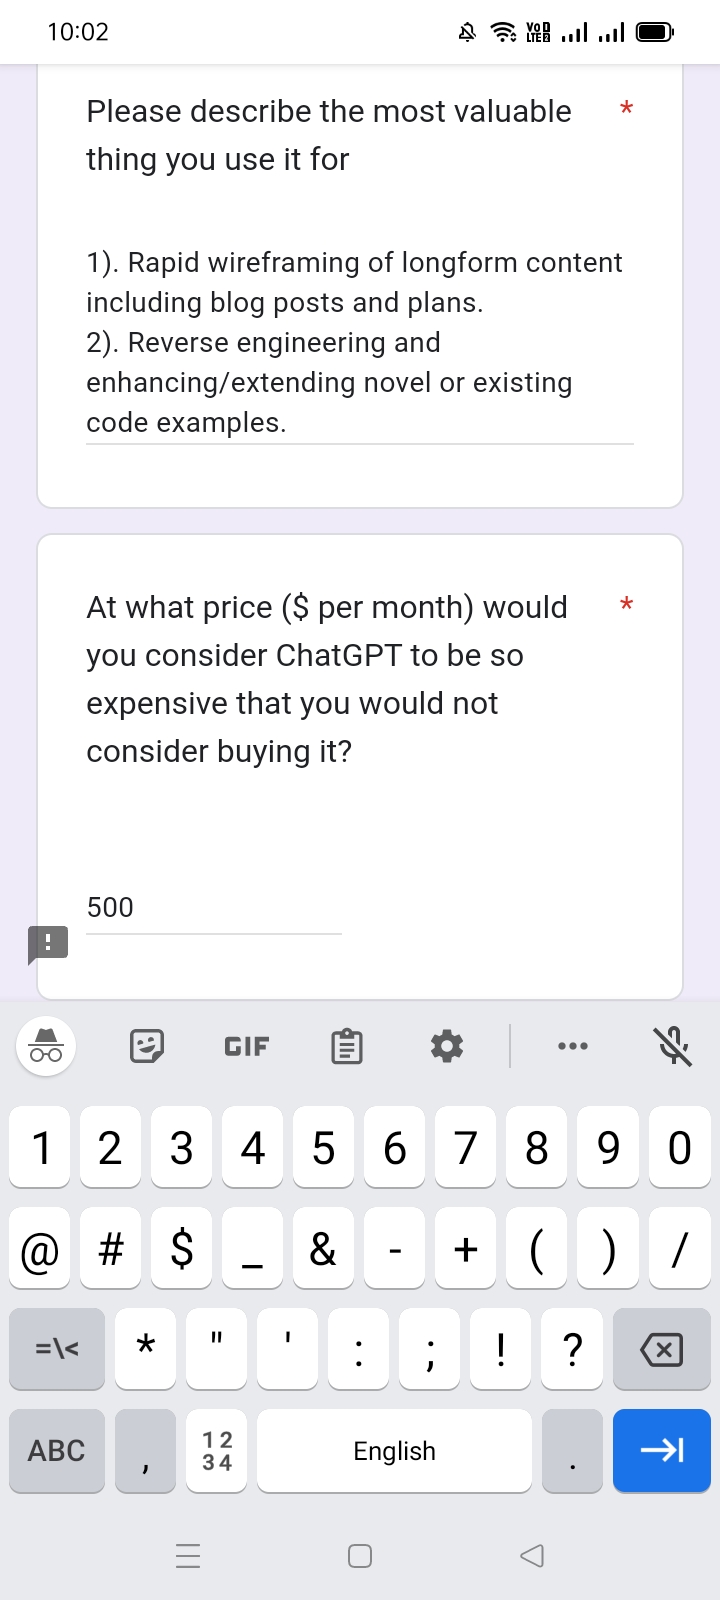 10:02
VoD
LTE2
Please describe the most valuable *
thing you use it for
1). Rapid wireframing of longform content
including blog posts and plans.
2). Reverse engineering and
enhancing/extending novel or existing
code examples.
At what price ($ per month) would *
you consider ChatGPT to be so
expensive that you would not
consider buying it?
500
GIF
1 2 3 4 5 6 7 8 9 0
@ # $ _ & - + ( ) /
=\< * " ' : ; ! ?
ABC , 12 English .
34